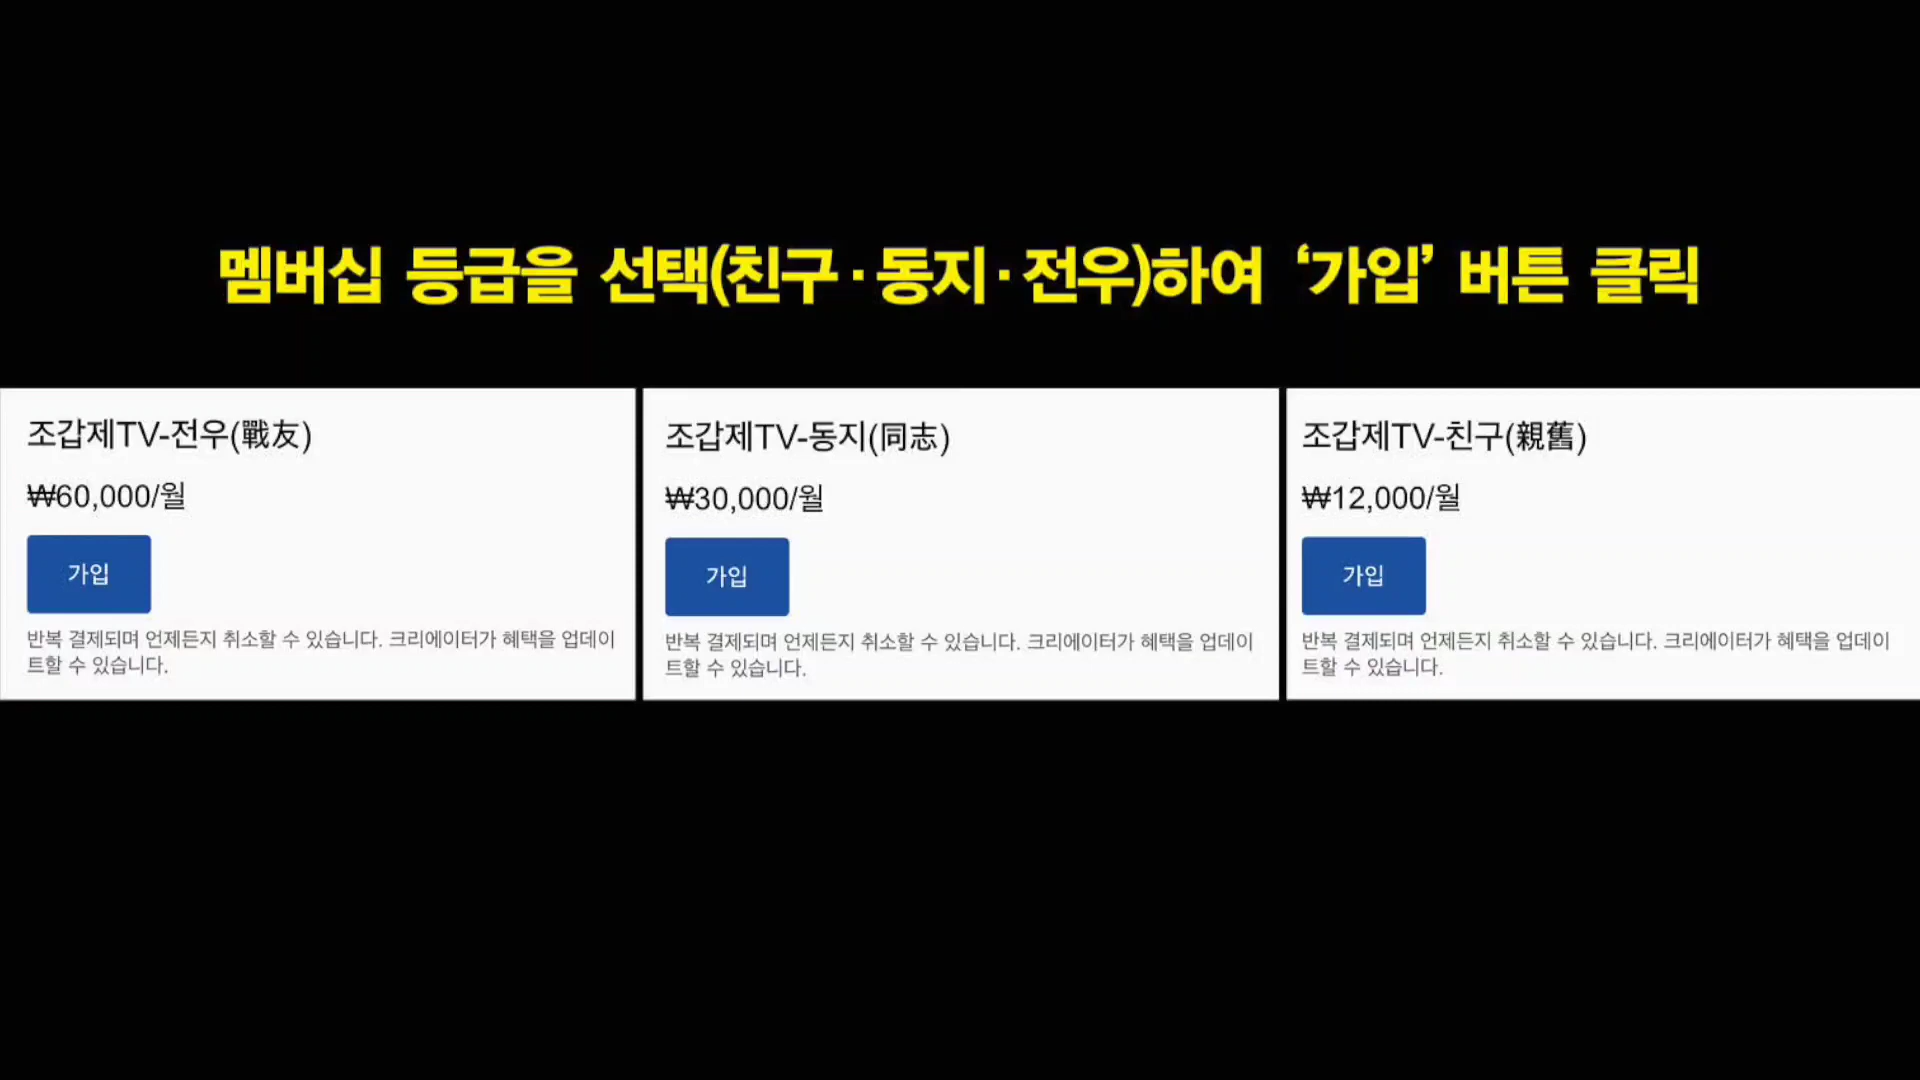 멤버십 등급을 선택(친구·동지·전우)하여 ‘가입’ 버튼 클릭
조갑제TV-전우(戰友)
₩60,000/월
가입
반복 결제되며 언제든지 취소할 수 있습니다. 크리에이터가 혜택을 업데이
트할 수 있습니다.
조갑제TV-동지(同志)
₩30,000/월
가입
반복 결제되며 언제든지 취소할 수 있습니다. 크리에이터가 혜택을 업데이
트할 수 있습니다.
조갑제TV-친구(親舊)
₩12,000/월
가입
반복 결제되며 언제든지 취소할 수 있습니다. 크리에이터가 혜택을 업데이
트할 수 있습니다.